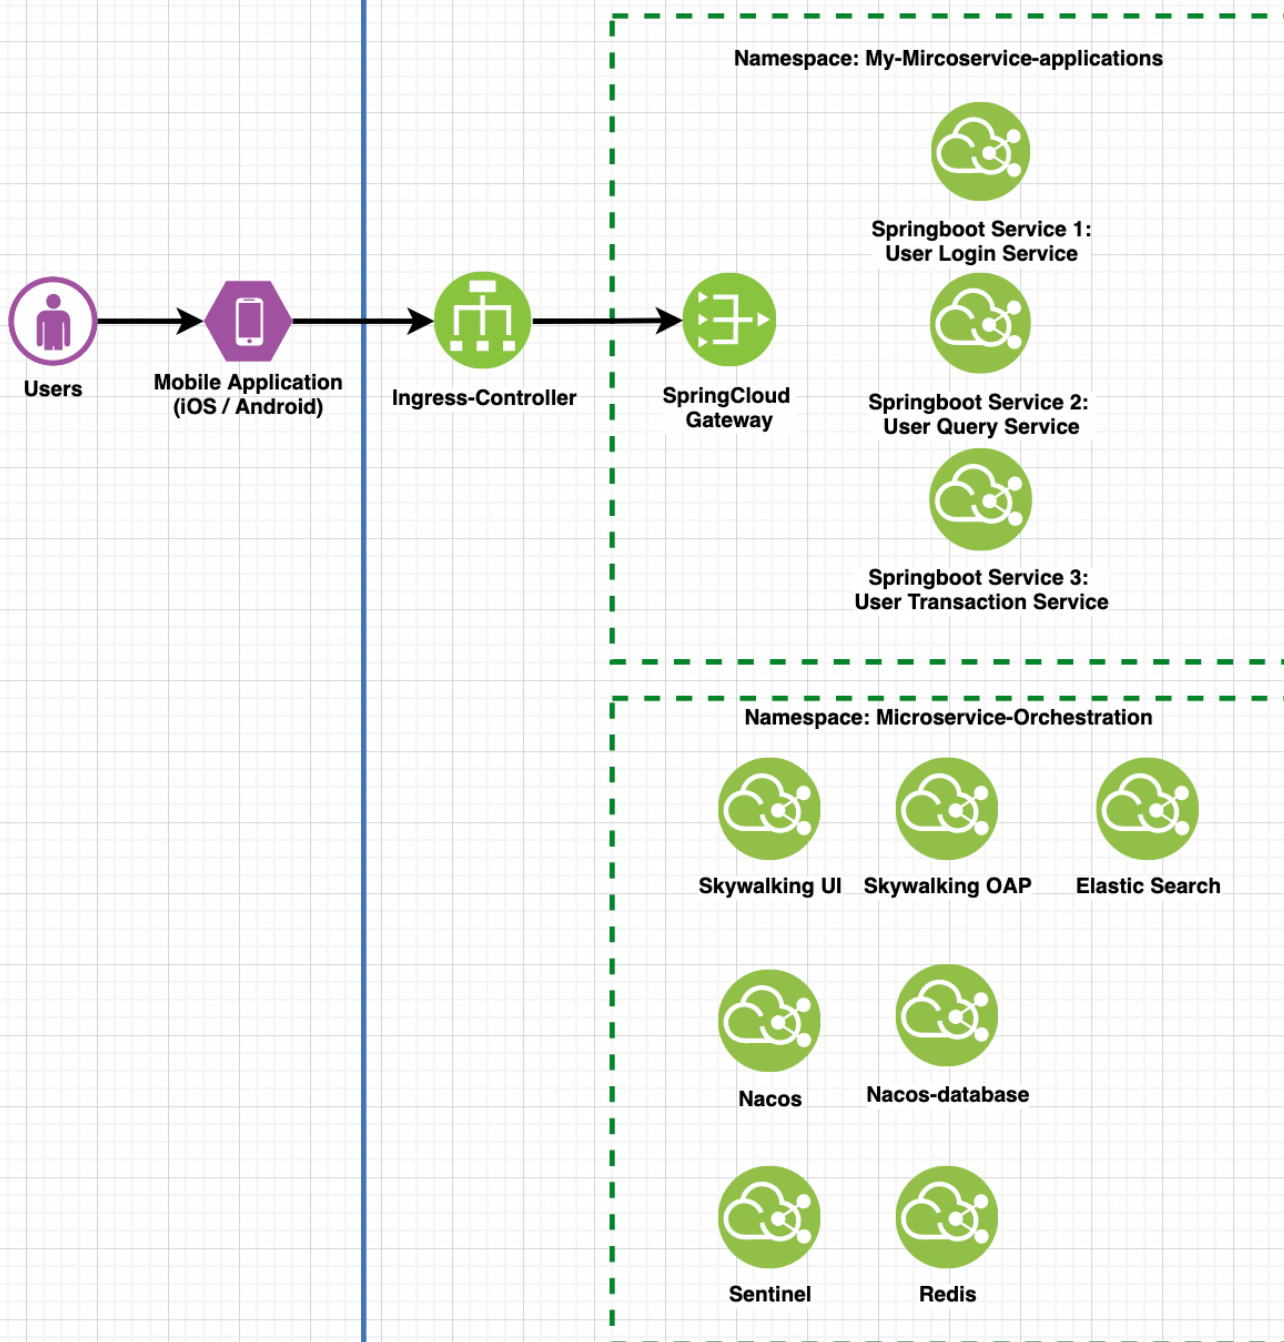 Namespace: My-Mircoservice-applications
Springboot Service 1:
User Login Service
Users
Mobile Application
(iOS / Android)
Ingress-Controller
SpringCloud
Gateway
Springboot Service 2:
User Query Service
Springboot Service 3:
User Transaction Service
Namespace: Microservice-Orchestration
Skywalking UI
Skywalking OAP
Elastic Search
Nacos
Nacos-database
Sentinel
Redis